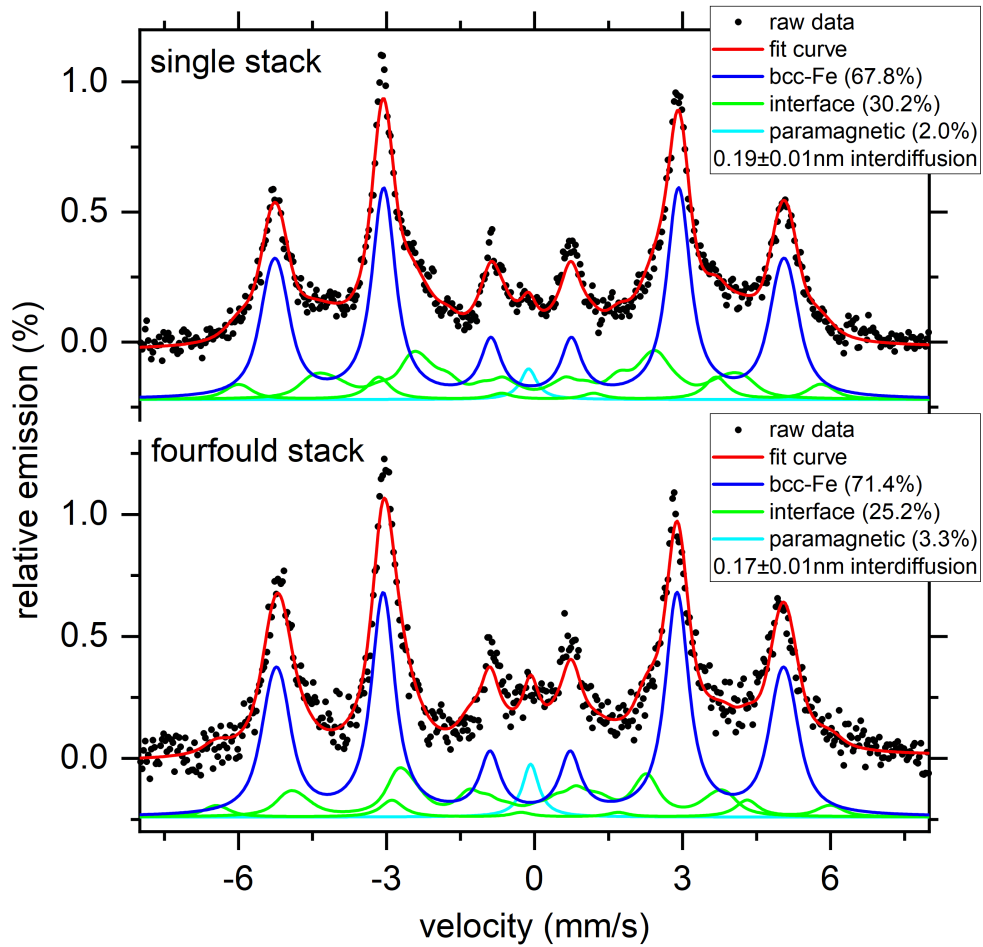 single stack
raw data
fit curve
bcc-Fe (67.8%)
interface (30.2%)
paramagnetic (2.0%)
0.19±0.01nm interdiffusion
1.0
0.5
0.0
fourfould stack
raw data
fit curve
bcc-Fe (71.4%)
interface (25.2%)
paramagnetic (3.3%)
0.17±0.01nm interdiffusion
1.0
0.5
0.0
relative emission (%)
-6 -3 0 3 6
velocity (mm/s)